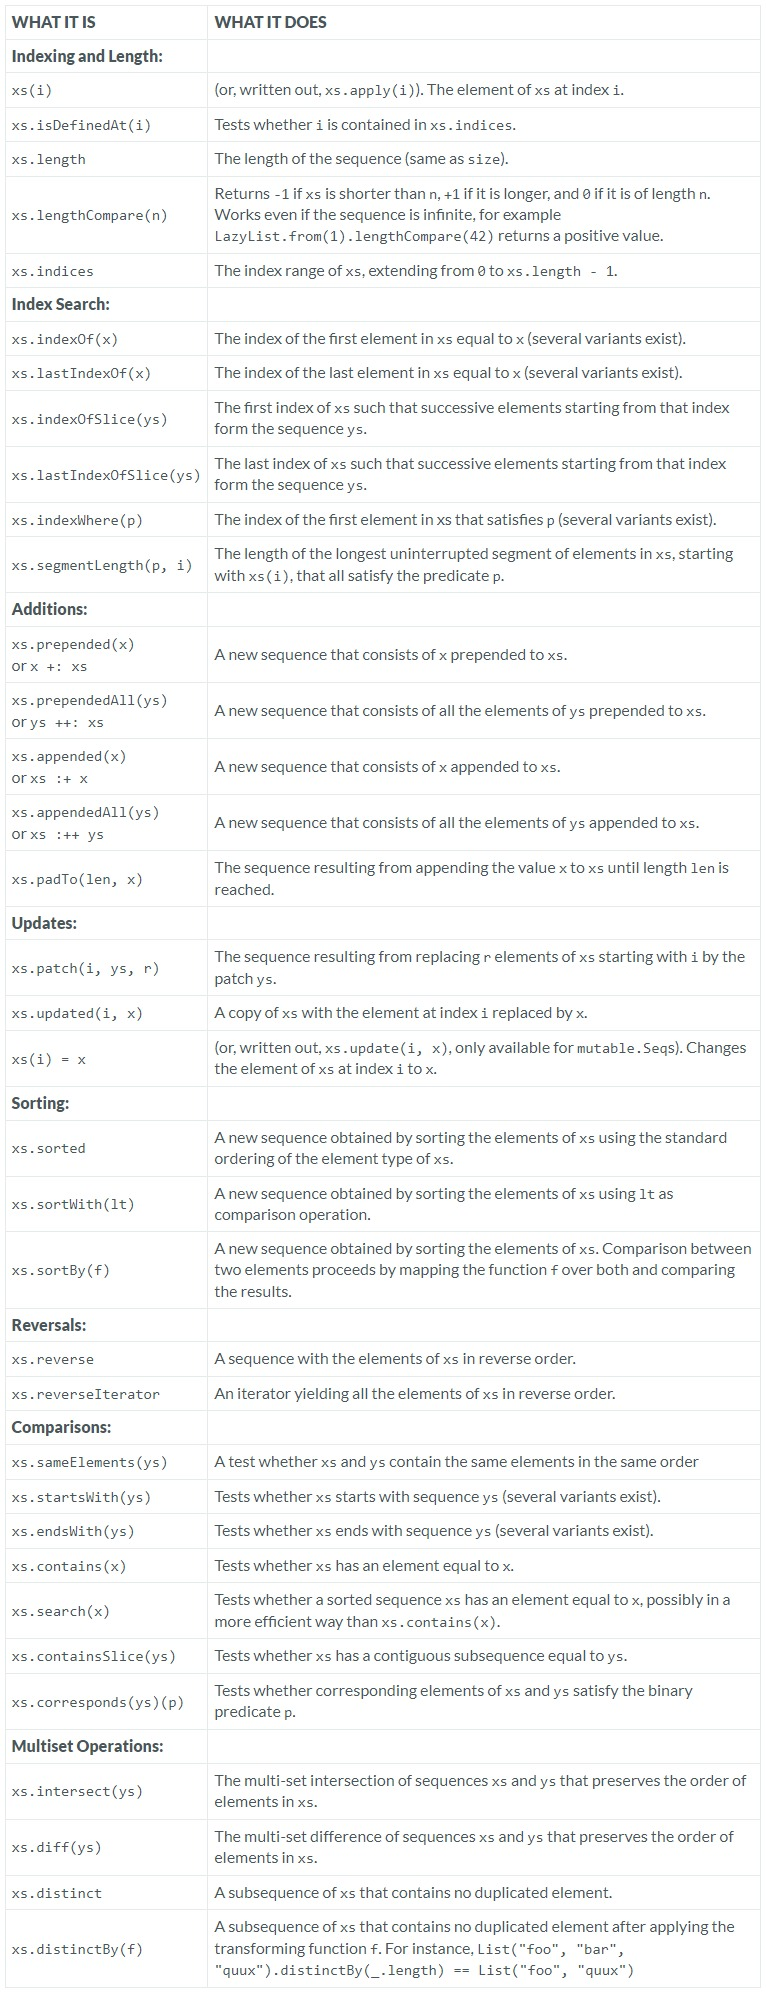 WHAT IT IS WHAT IT DOES
Indexing and Length:
xs(i) (or, written out, xs.apply(i)). The element of xs at index i.
xs.isDefinedAt(i) Tests whether i is contained in xs.indices.
xs.length The length of the sequence (same as size).
xs.lengthCompare(n) Returns -1 if xs is shorter than n, +1 if it is longer, and 0 if it is of length n.
Works even if the sequence is infinite, for example
LazyList.from(1).lengthCompare(42) returns a positive value.
xs.indices The index range of xs, extending from 0 to xs.length - 1.
Index Search:
xs.indexOf(x) The index of the first element in xs equal to x (several variants exist).
xs.lastIndexOf(x) The index of the last element in xs equal to x (several variants exist).
xs.indexOfSlice(ys) The first index of xs such that successive elements starting from that index
form the sequence ys.
xs.lastIndexOfSlice(ys) The last index of xs such that successive elements starting from that index
form the sequence ys.
xs.indexWhere(p) The index of the first element in xs that satisfies p (several variants exist).
xs.segmentLength(p, i) The length of the longest uninterrupted segment of elements in xs, starting
with xs(i), that all satisfy the predicate p.
Additions:
xs.prepended(x)
or x +: xs
A new sequence that consists of x prepended to xs.
xs.prependedAll(ys)
or ys ++: xs
A new sequence that consists of all the elements of ys prepended to xs.
xs.appended(x)
or xs :+ x
A new sequence that consists of x appended to xs.
xs.appendedAll(ys)
or xs :++ ys
A new sequence that consists of all the elements of ys appended to xs.
xs.padTo(len, x) The sequence resulting from appending the value x to xs until length len is
reached.
Updates:
xs.patch(i, ys, r) The sequence resulting from replacing r elements of xs starting with i by the
patch ys.
xs.updated(i, x) A copy of xs with the element at index i replaced by x.
xs(i) = x (or, written out, xs.update(i, x), only available for mutable.Seqs). Changes
the element of xs at index i to x.
Sorting:
xs.sorted A new sequence obtained by sorting the elements of xs using the standard
ordering of the element type of xs.
xs.sortWith(lt) A new sequence obtained by sorting the elements of xs using lt as
comparison operation.
xs.sortBy(f) A new sequence obtained by sorting the elements of xs. Comparison between
two elements proceeds by mapping the function f over both and comparing
the results.
Reversals:
xs.reverse A sequence with the elements of xs in reverse order.
xs.reverseIterator An iterator yielding all the elements of xs in reverse order.
Comparisons:
xs.sameElements(ys) A test whether xs and ys contain the same elements in the same order
xs.startsWith(ys) Tests whether xs starts with sequence ys (several variants exist).
xs.endsWith(ys) Tests whether xs ends with sequence ys (several variants exist).
xs.contains(x) Tests whether xs has an element equal to x.
xs.search(x) Tests whether a sorted sequence xs has an element equal to x, possibly in a
more efficient way than xs.contains(x).
xs.containsSlice(ys) Tests whether xs has a contiguous subsequence equal to ys.
xs.corresponds(ys)(p) Tests whether corresponding elements of xs and ys satisfy the binary
predicate p.
Multiset Operations:
xs.intersect(ys) The multi-set intersection of sequences xs and ys that preserves the order of
elements in xs.
xs.diff(ys) The multi-set difference of sequences xs and ys that preserves the order of
elements in xs.
xs.distinct A subsequence of xs that contains no duplicated element.
xs.distinctBy(f) A subsequence of xs that contains no duplicated element after applying the
transforming function f. For instance, List("foo", "bar",
"quux").distinctBy(_.length) == List("foo", "quux")